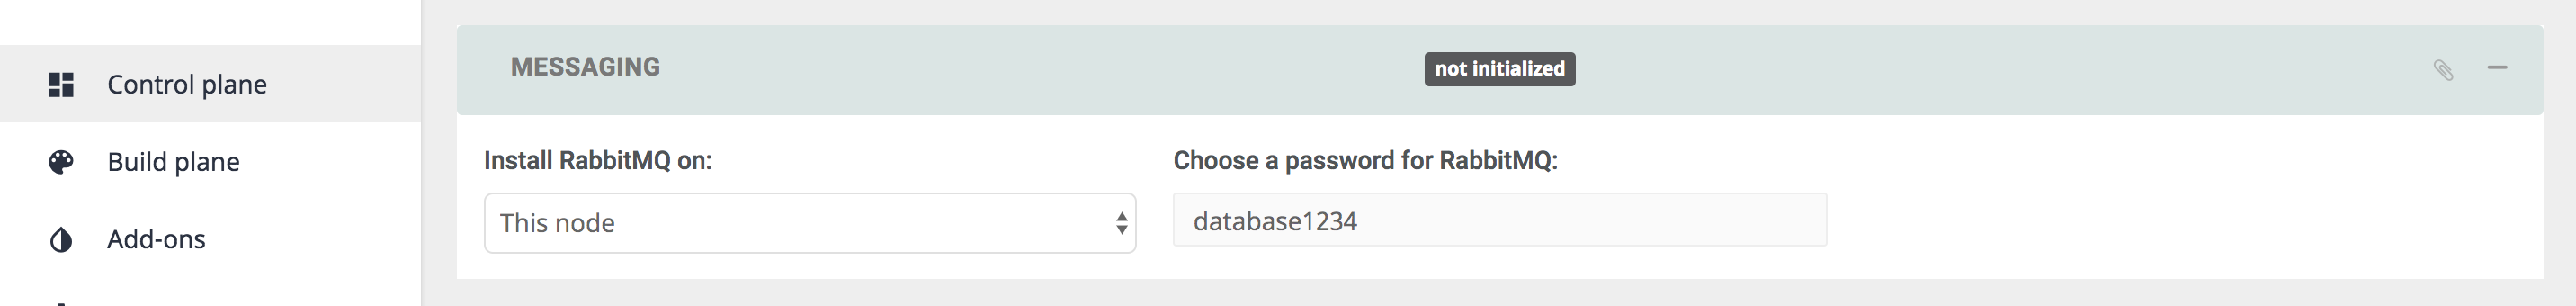 Control plane
Build plane
Add-ons
MESSAGING
not initialized
Install RabbitMQ on:
This node
Choose a password for RabbitMQ:
database1234